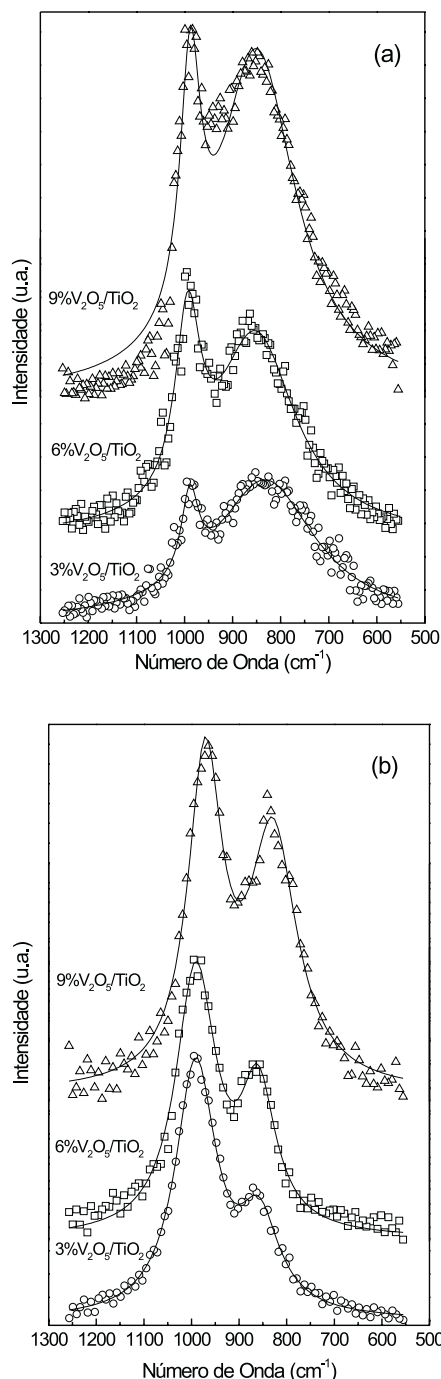 (a)
Intensidade (u.a.)
9%V₂O₅/TiO₂
6%V₂O₅/TiO₂
3%V₂O₅/TiO₂
1300 1200 1100 1000 900 800 700 600 500
Número de Onda (cm⁻¹)
(b)
Intensidade (u.a.)
9%V₂O₅/TiO₂
6%V₂O₅/TiO₂
3%V₂O₅/TiO₂
1300 1200 1100 1000 900 800 700 600 500
Número de Onda (cm⁻¹)